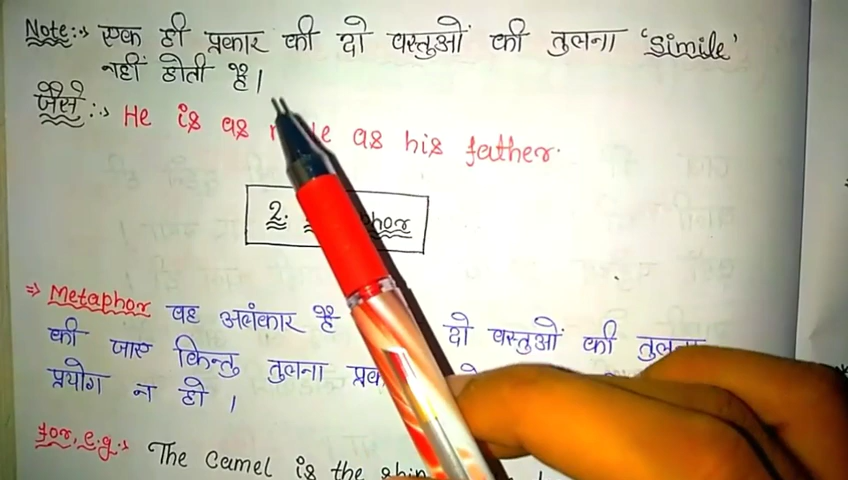 Note:- एक ही प्रकार की दो वस्तुओं की तुलना 'Simile'
नहीं होती है।
जैसे:- He is as as his father.
2.
⇒ Metaphor वह अलंकार है दो वस्तुओं की
की जाए किन्तु तुलना
प्रयोग न हो।
for, e.g:- The Camel is the